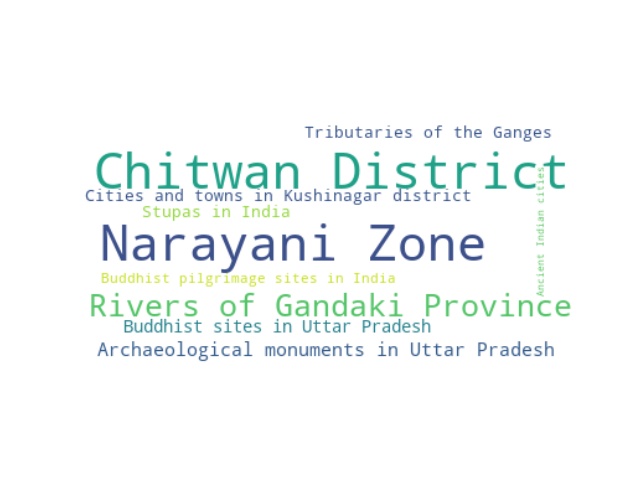 Tributaries of the Ganges
Chitwan District
Cities and towns in Kushinagar district
Stupas in India
Ancient Indian cities
Narayani Zone
Buddhist pilgrimage sites in India
Rivers of Gandaki Province
Buddhist sites in Uttar Pradesh
Archaeological monuments in Uttar Pradesh